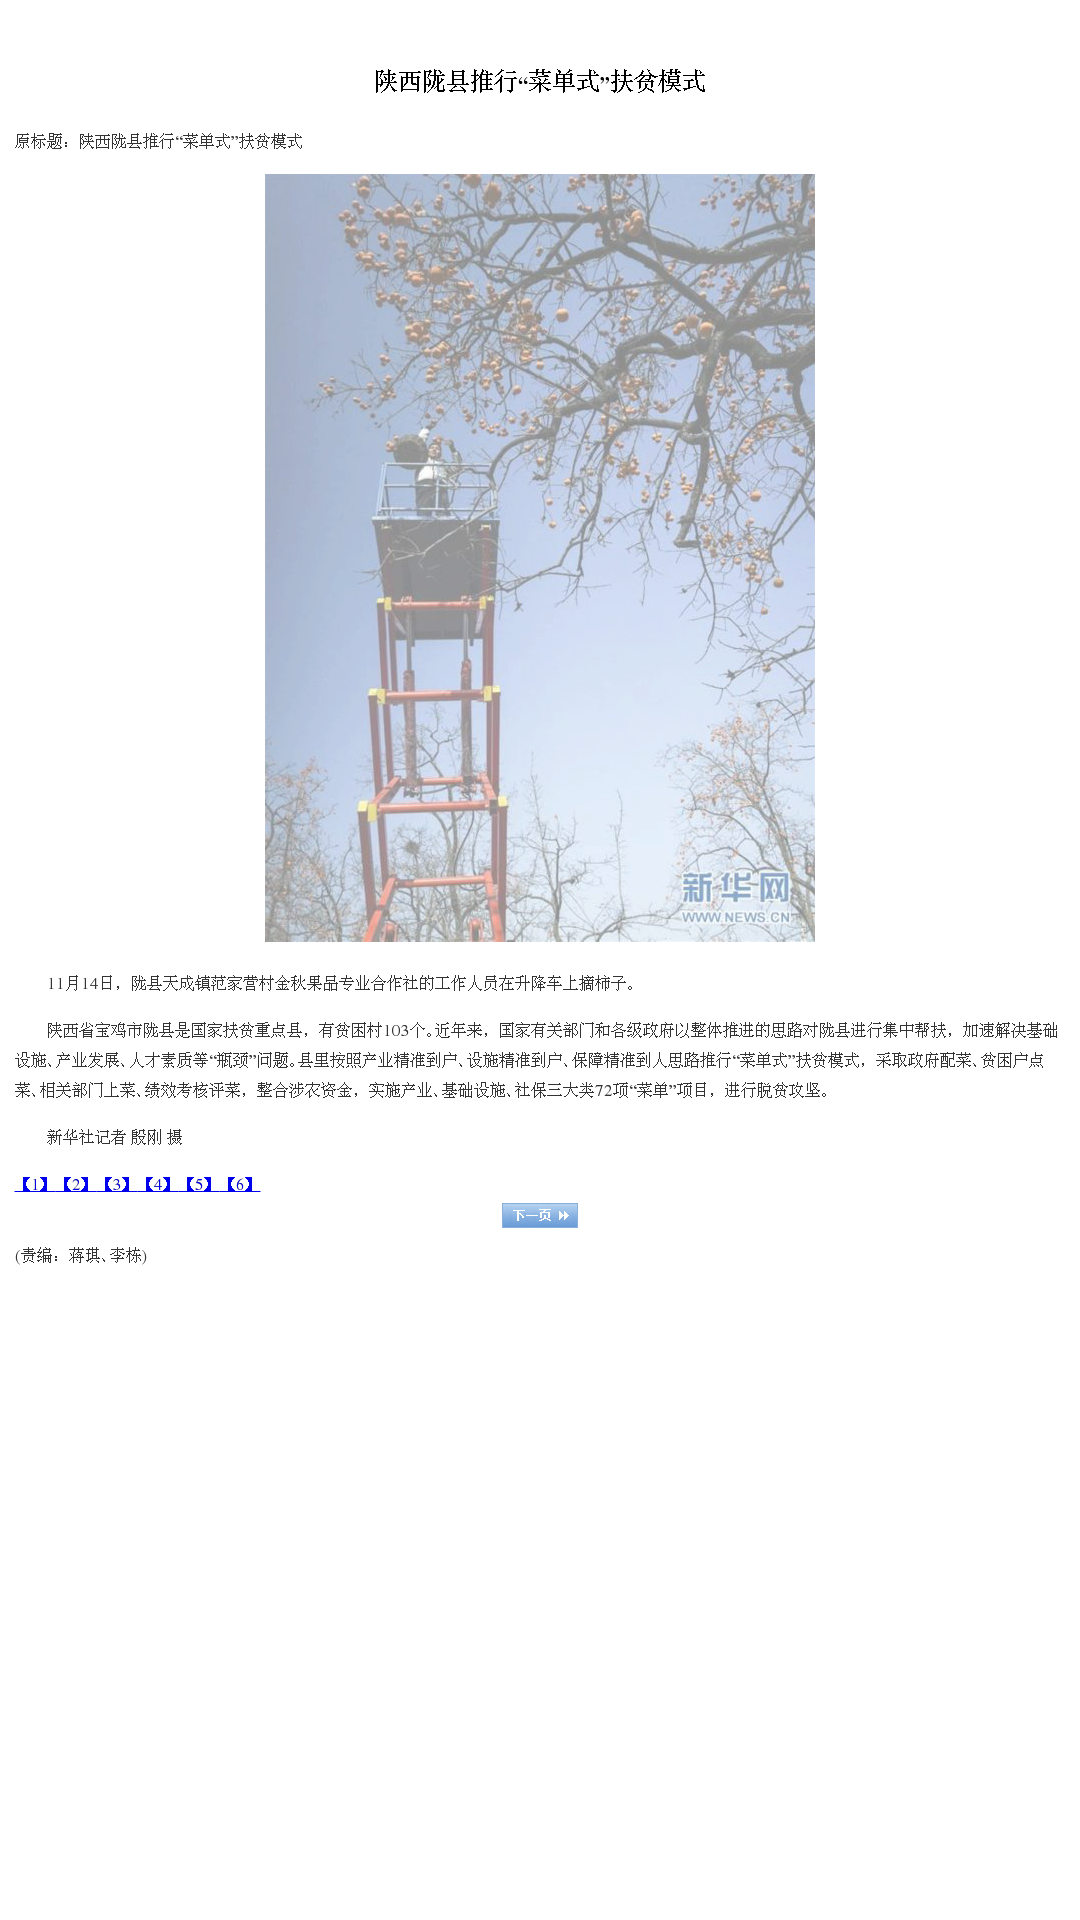 陕西陇县推行“菜单式”扶贫模式
原标题：陕西陇县推行“菜单式”扶贫模式
新华网
WWW.NEWS.CN
11月14日，陇县天成镇范家营村金秋果品专业合作社的工作人员在升降车上摘柿子。
陕西省宝鸡市陇县是国家扶贫重点县，有贫困村103个。近年来，国家有关部门和各级政府以整体推进的思路对陇县进行集中帮扶，加速解决基础
设施、产业发展、人才素质等“瓶颈”问题。县里按照产业精准到户、设施精准到户、保障精准到人思路推行“菜单式”扶贫模式，采取政府配菜、贫困户点
菜、相关部门上菜、绩效考核评菜，整合涉农资金，实施产业、基础设施、社保三大类72项“菜单”项目，进行脱贫攻坚。
新华社记者 殷刚 摄
【1】 【2】 【3】 【4】 【5】 【6】
下一页
(责编：蒋琪、李栋)